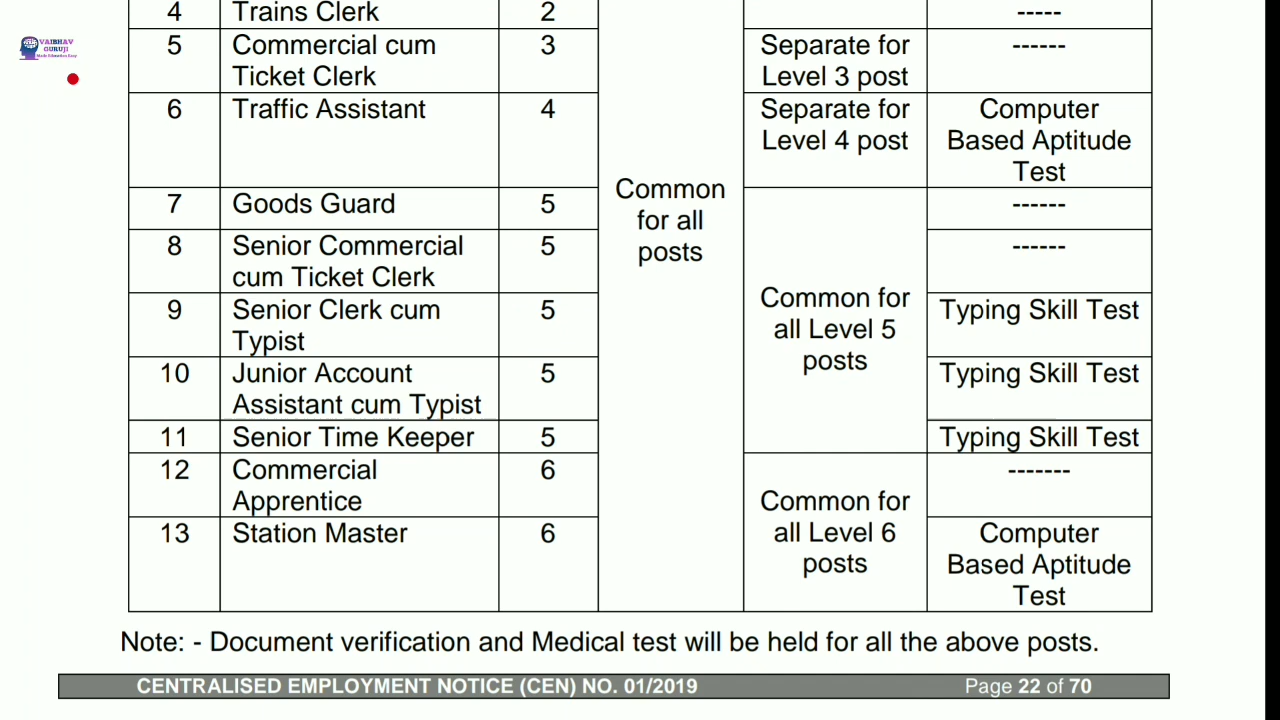 VAIBHAV
GURUJI
Made Education Easy
4 Trains Clerk 2 -----
5 Commercial cum Ticket Clerk 3 Separate for Level 3 post ------
6 Traffic Assistant 4 Separate for Level 4 post Computer Based Aptitude Test
Common for all posts
7 Goods Guard 5 ------
8 Senior Commercial cum Ticket Clerk 5 ------
Common for all Level 5 posts
9 Senior Clerk cum Typist 5 Typing Skill Test
10 Junior Account Assistant cum Typist 5 Typing Skill Test
11 Senior Time Keeper 5 Typing Skill Test
12 Commercial Apprentice 6 -------
Common for all Level 6 posts
13 Station Master 6 Computer Based Aptitude Test
Note: - Document verification and Medical test will be held for all the above posts.
CENTRALISED EMPLOYMENT NOTICE (CEN) NO. 01/2019 Page 22 of 70